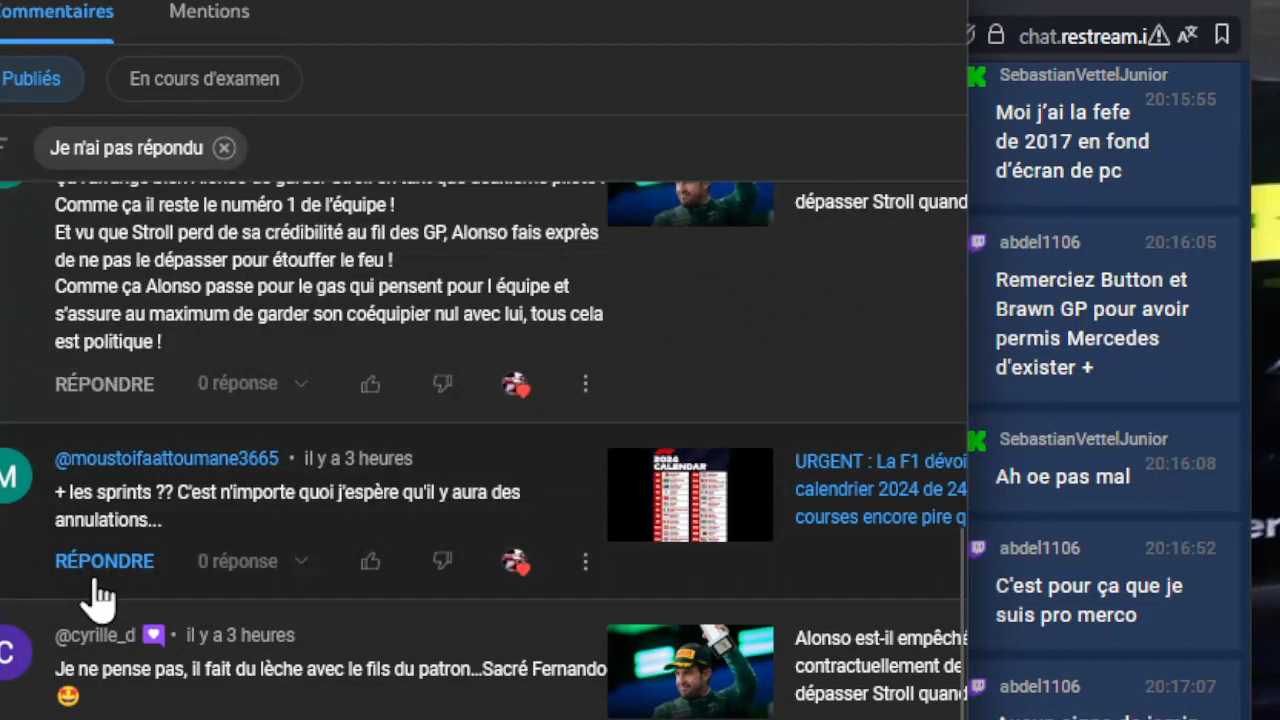 Commentaires
Mentions
Publiés
En cours d'examen
Je n'ai pas répondu
Comme ça il reste le numéro 1 de l'équipe !
Et vu que Stroll perd de sa crédibilité au fil des GP, Alonso fais exprès
de ne pas le dépasser pour étouffer le feu !
Comme ça Alonso passe pour le gas qui pensent pour l équipe et
s'assure au maximum de garder son coéquipier nul avec lui, tous cela
est politique !
dépasser Stroll quand
RÉPONDRE
0 réponse
@moustoifaattoumane3665 • il y a 3 heures
+ les sprints ?? C'est n'importe quoi j'espère qu'il y aura des
annulations...
2024
CALENDAR
URGENT : La F1 dévoi
calendrier 2024 de 24
courses encore pire q
RÉPONDRE
0 réponse
@cyrille_d • il y a 3 heures
Je ne pense pas, il fait du lèche avec le fils du patron...Sacré Fernando
🤩
Alonso est-il empêché
contractuellement de
dépasser Stroll quand
chat.restream.i
SebastianVettelJunior
20:15:55
Moi j'ai la fefe
de 2017 en fond
d'écran de pc
abdel1106
20:16:05
Remerciez Button et
Brawn GP pour avoir
permis Mercedes
d'exister +
SebastianVettelJunior
20:16:08
Ah oe pas mal
abdel1106
20:16:52
C'est pour ça que je
suis pro merco
abdel1106
20:17:07